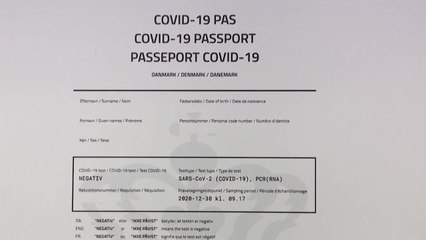 COVID-19 PAS
COVID-19 PASSPORT
PASSEPORT COVID-19
DANMARK / DENMARK / DANEMARK
Efternavn / Surname / Nom Fødselsdato / Date of birth / Date de naissance
Fornavn / Given names / Prénoms Personnummer / Personal code number / Numéro d'identité
Køn / Sex / Sexe
COVID-19 test / COVID-19 test / Test COVID-19 Testtype / Test type / Type de test
NEGATIV SARS-CoV-2 (COVID-19), PCR(RNA)
Rekvisitionsnummer / Requisition / Réquisition Prøvetagningstidspunkt / Sampling period / Période d'échantillonnage
2020-12-30 kl. 09.17
DA: "NEGATIV" eller "IKKE PÅVIST" betyder, at testen er negativ
ENG: "NEGATIV" or "IKKE PÅVIST" means the test is negative
FR: "NEGATIV" ou "IKKE PÅVIST" signifie que le test est négatif